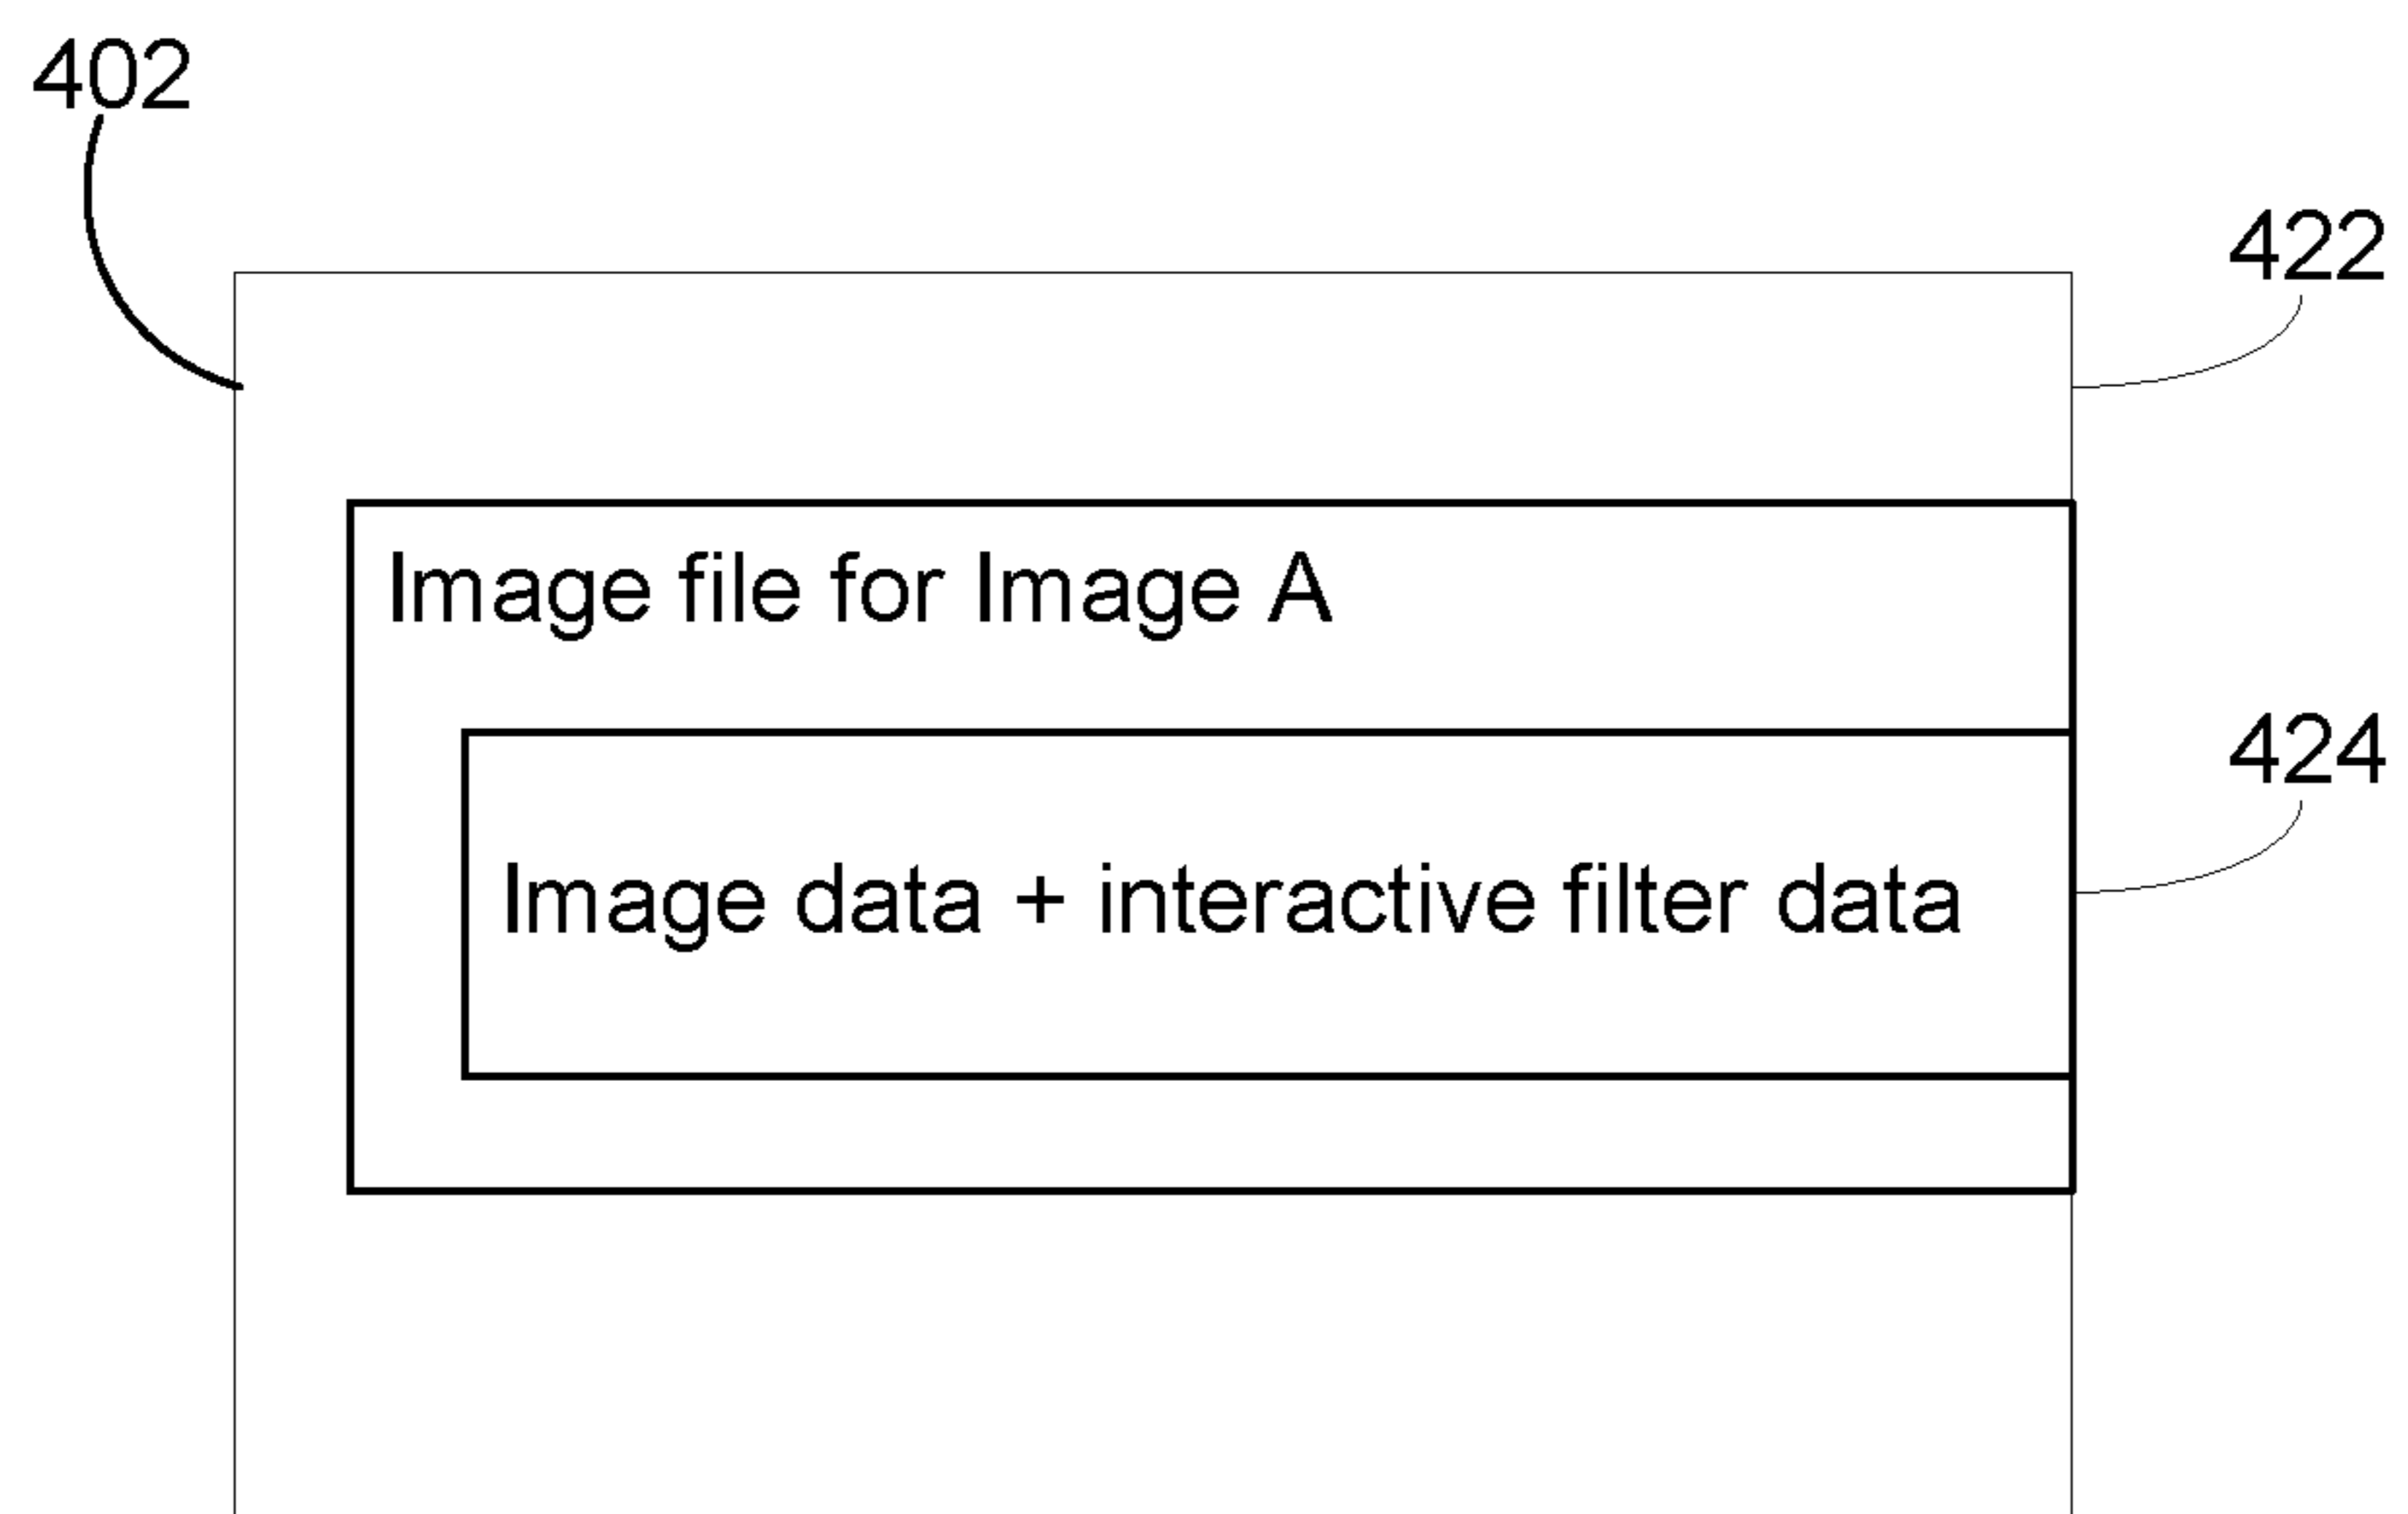 402
422
Image file for Image A
424
Image data + interactive filter data